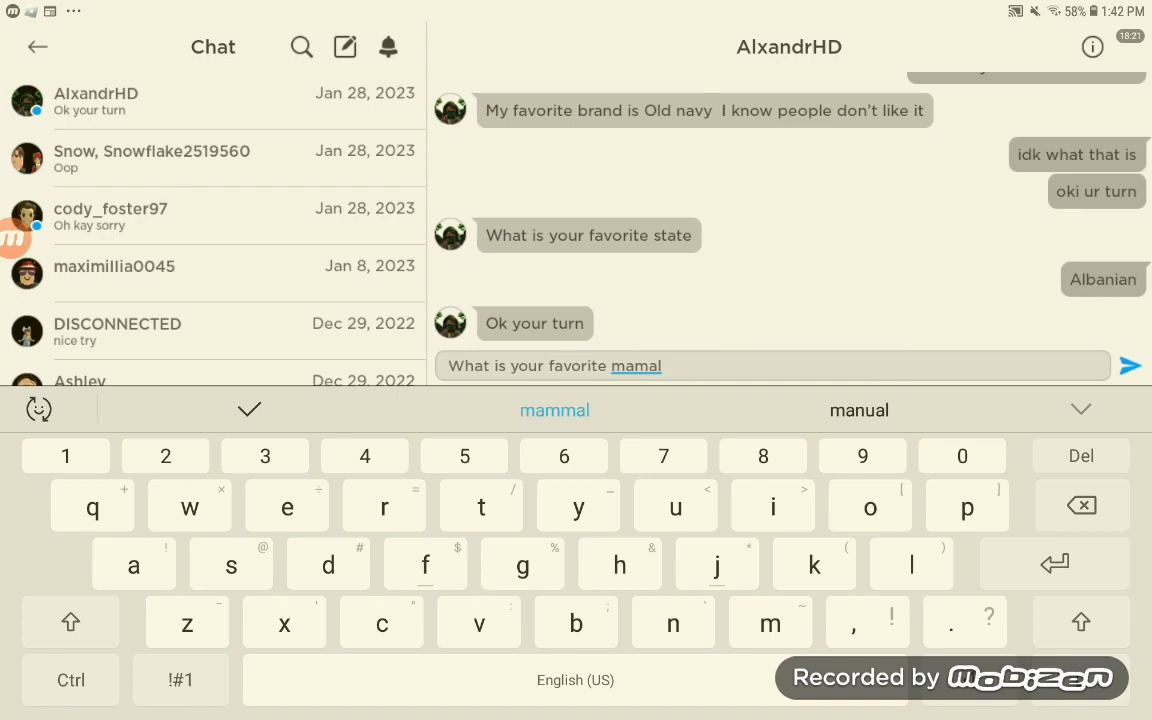 58% 1:42 PM
Chat
AlxandrHD
18:21
AlxandrHD
Jan 28, 2023
Ok your turn
Snow, Snowflake2519560
Jan 28, 2023
Oop
cody_foster97
Jan 28, 2023
Oh kay sorry
maximillia0045
Jan 8, 2023
DISCONNECTED
Dec 29, 2022
nice try
Ashley
Dec 29, 2022
My favorite brand is Old navy I know people don't like it
idk what that is
oki ur turn
What is your favorite state
Albanian
Ok your turn
What is your favorite mamal
mammal manual
1 2 3 4 5 6 7 8 9 0 Del
q + w × e ÷ r = t / y _ u < i > o [ p ]
a ! s @ d # f $ g % h & j * k ( l )
z - x ' c " v : b ; n ` m ~ , ! . ?
Ctrl !#1 English (US)
Recorded by mobizen